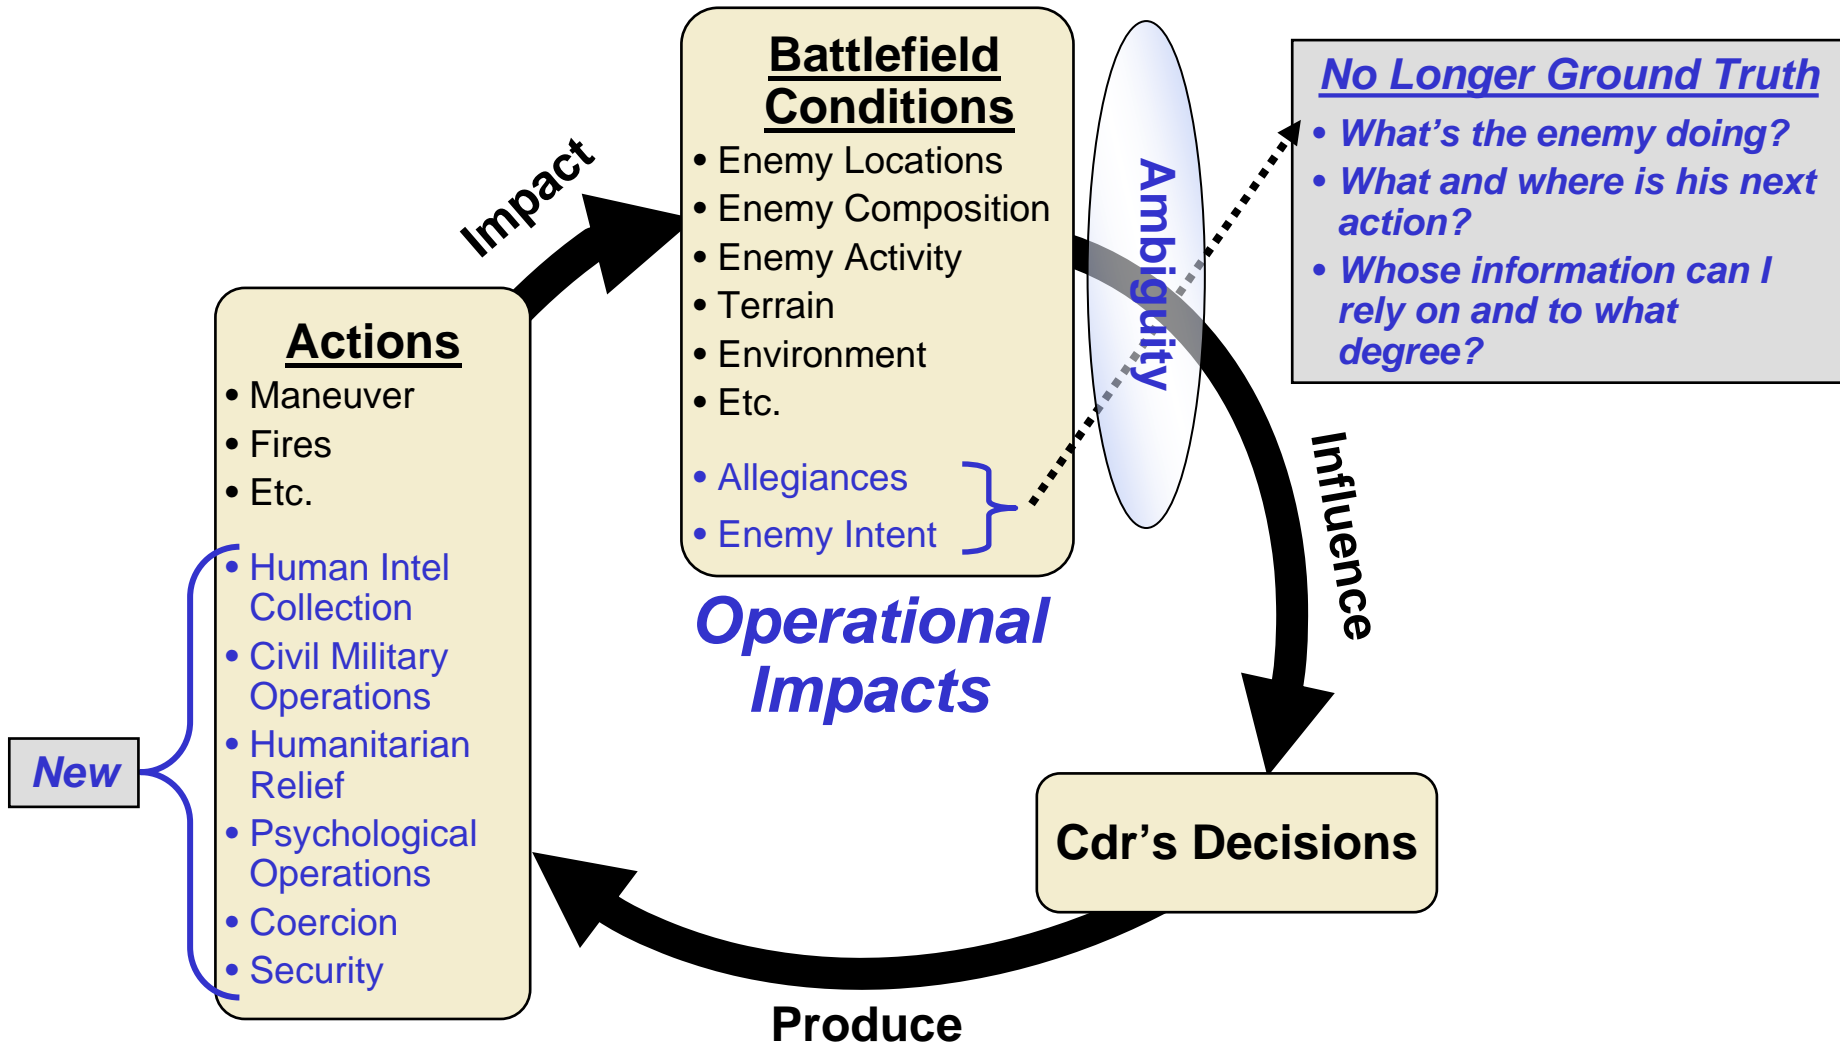 Battlefield
Conditions
• Enemy Locations
• Enemy Composition
• Enemy Activity
• Terrain
• Environment
• Etc.
• Allegiances
• Enemy Intent
Operational
Impacts
Ambiguity
No Longer Ground Truth
• What’s the enemy doing?
• What and where is his next
action?
• Whose information can I
rely on and to what
degree?
Impact
Actions
• Maneuver
• Fires
• Etc.
• Human Intel
Collection
• Civil Military
Operations
• Humanitarian
Relief
• Psychological
Operations
• Coercion
• Security
New
Influence
Cdr’s Decisions
Produce